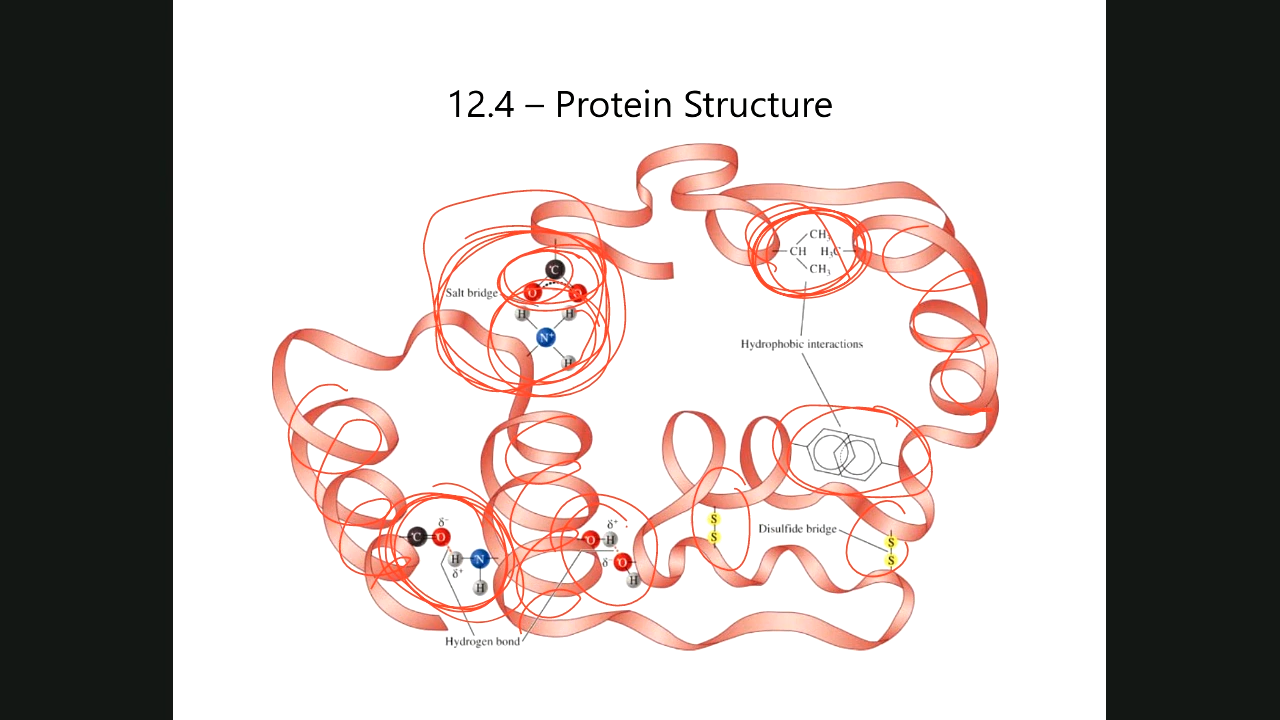 12.4 – Protein Structure
CH₃
CH H₃C
CH₃
C
O⁻ O
Salt bridge
H H
N⁺
H
Hydrophobic interactions
δ⁻
C O
H N
δ⁺
H
δ⁺
O H
δ O
H
S
S
Disulfide bridge
S
S
Hydrogen bond